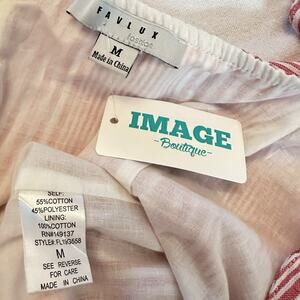 FAVLUX
fashion
M
Made in China
IMAGE
-Boutique-
SELF:
55%COTTON
45%POLYESTER
LINING:
100%COTTON
RN#149137
STYLE#:FL19G558
M
SEE REVERSE
FOR CARE
MADE IN CHINA